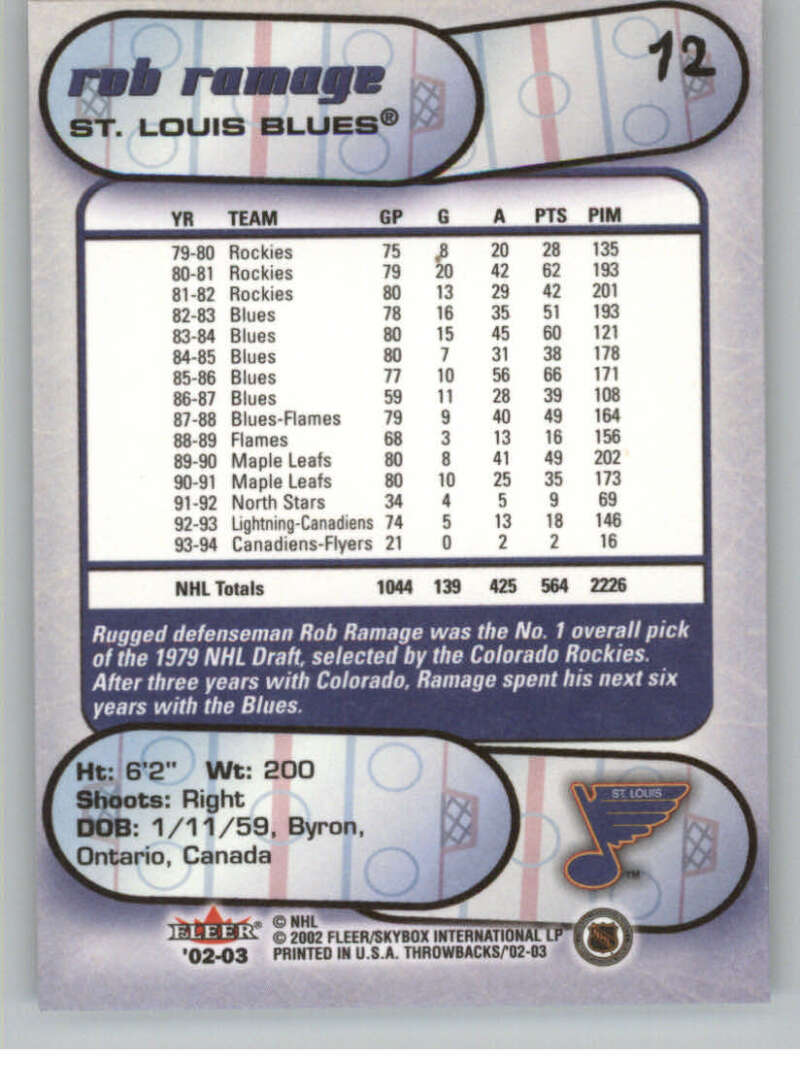 rob ramage
ST. LOUIS BLUES®
12
YR TEAM GP G A PTS PIM
79-80 Rockies 75 8 20 28 135
80-81 Rockies 79 20 42 62 193
81-82 Rockies 80 13 29 42 201
82-83 Blues 78 16 35 51 193
83-84 Blues 80 15 45 60 121
84-85 Blues 80 7 31 38 178
85-86 Blues 77 10 56 66 171
86-87 Blues 59 11 28 39 108
87-88 Blues-Flames 79 9 40 49 164
88-89 Flames 68 3 13 16 156
89-90 Maple Leafs 80 8 41 49 202
90-91 Maple Leafs 80 10 25 35 173
91-92 North Stars 34 4 5 9 69
92-93 Lightning-Canadiens 74 5 13 18 146
93-94 Canadiens-Flyers 21 0 2 2 16
NHL Totals 1044 139 425 564 2226
Rugged defenseman Rob Ramage was the No. 1 overall pick
of the 1979 NHL Draft, selected by the Colorado Rockies.
After three years with Colorado, Ramage spent his next six
years with the Blues.
Ht: 6'2" Wt: 200
Shoots: Right
DOB: 1/11/59, Byron,
Ontario, Canada
ST. LOUIS
TM
FLEER®
'02-03
© NHL
© 2002 FLEER/SKYBOX INTERNATIONAL LP
PRINTED IN U.S.A. THROWBACKS/'02-03
NHL